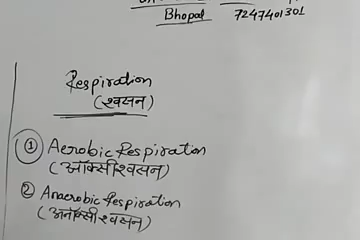 Bhopal 7247401301
Respiration
(श्वसन)
① Aerobic Respiration
(ऑक्सीश्वसन)
② Anaerobic Respiration
(अनॉक्सीश्वसन)